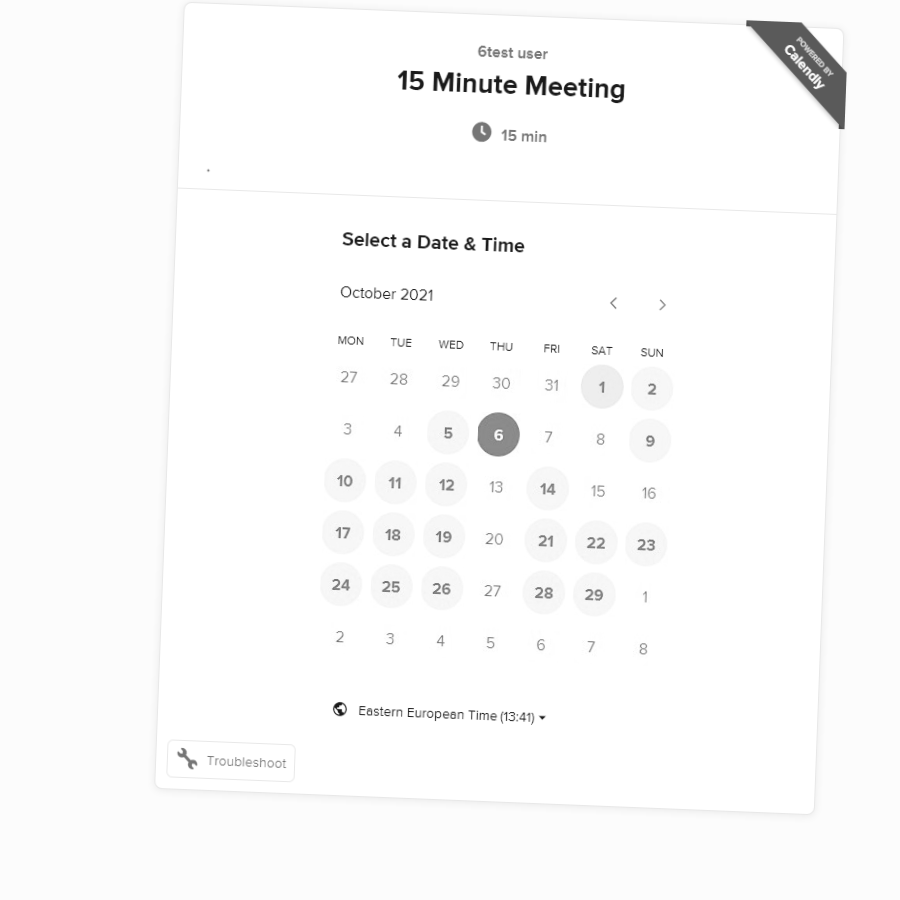 6test user
15 Minute Meeting
15 min
POWERED BY
Calendly
.
Select a Date & Time
October 2021
MON TUE WED THU FRI SAT SUN
27 28 29 30 31 1 2
3 4 5 6 7 8 9
10 11 12 13 14 15 16
17 18 19 20 21 22 23
24 25 26 27 28 29 1
2 3 4 5 6 7 8
Eastern European Time (13:41)
Troubleshoot